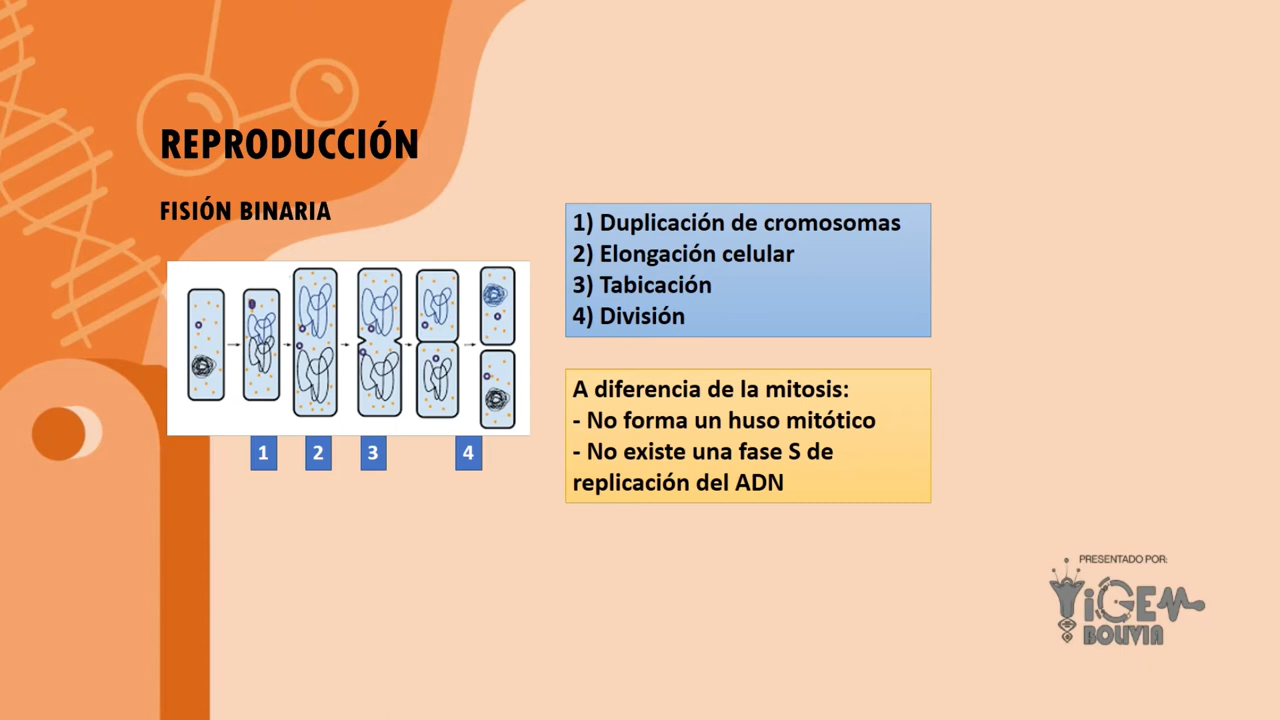 REPRODUCCIÓN
FISIÓN BINARIA
1) Duplicación de cromosomas
2) Elongación celular
3) Tabicación
4) División
A diferencia de la mitosis:
- No forma un huso mitótico
- No existe una fase S de
replicación del ADN
1
2
3
4
PRESENTADO POR:
iGEM
BOLIVIA